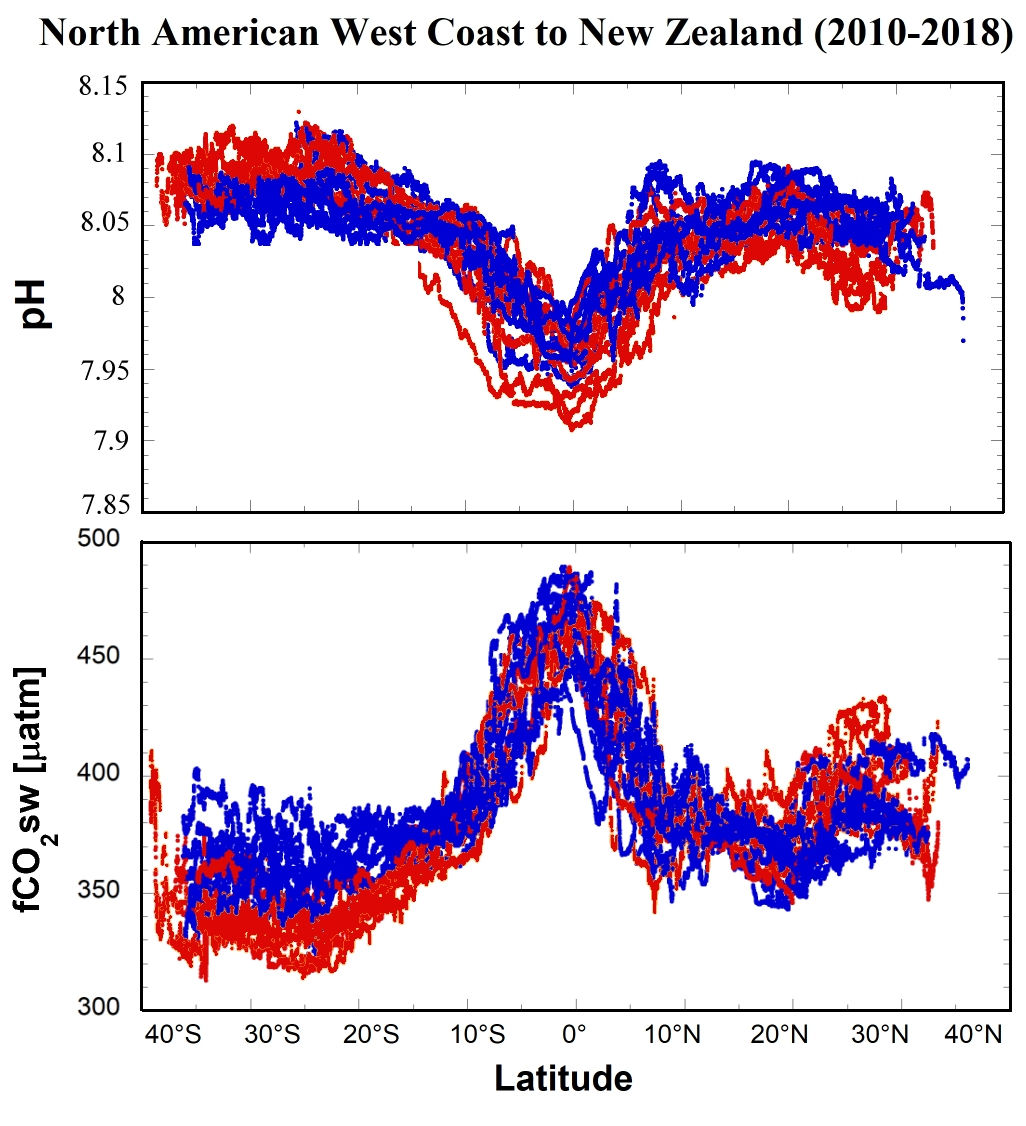 North American West Coast to New Zealand (2010-2018)
8.15
8.1
8.05
8
7.95
7.9
7.85
pH
500
450
400
350
300
fCO2sw [μatm]
40°S 30°S 20°S 10°S 0° 10°N 20°N 30°N 40°N
Latitude